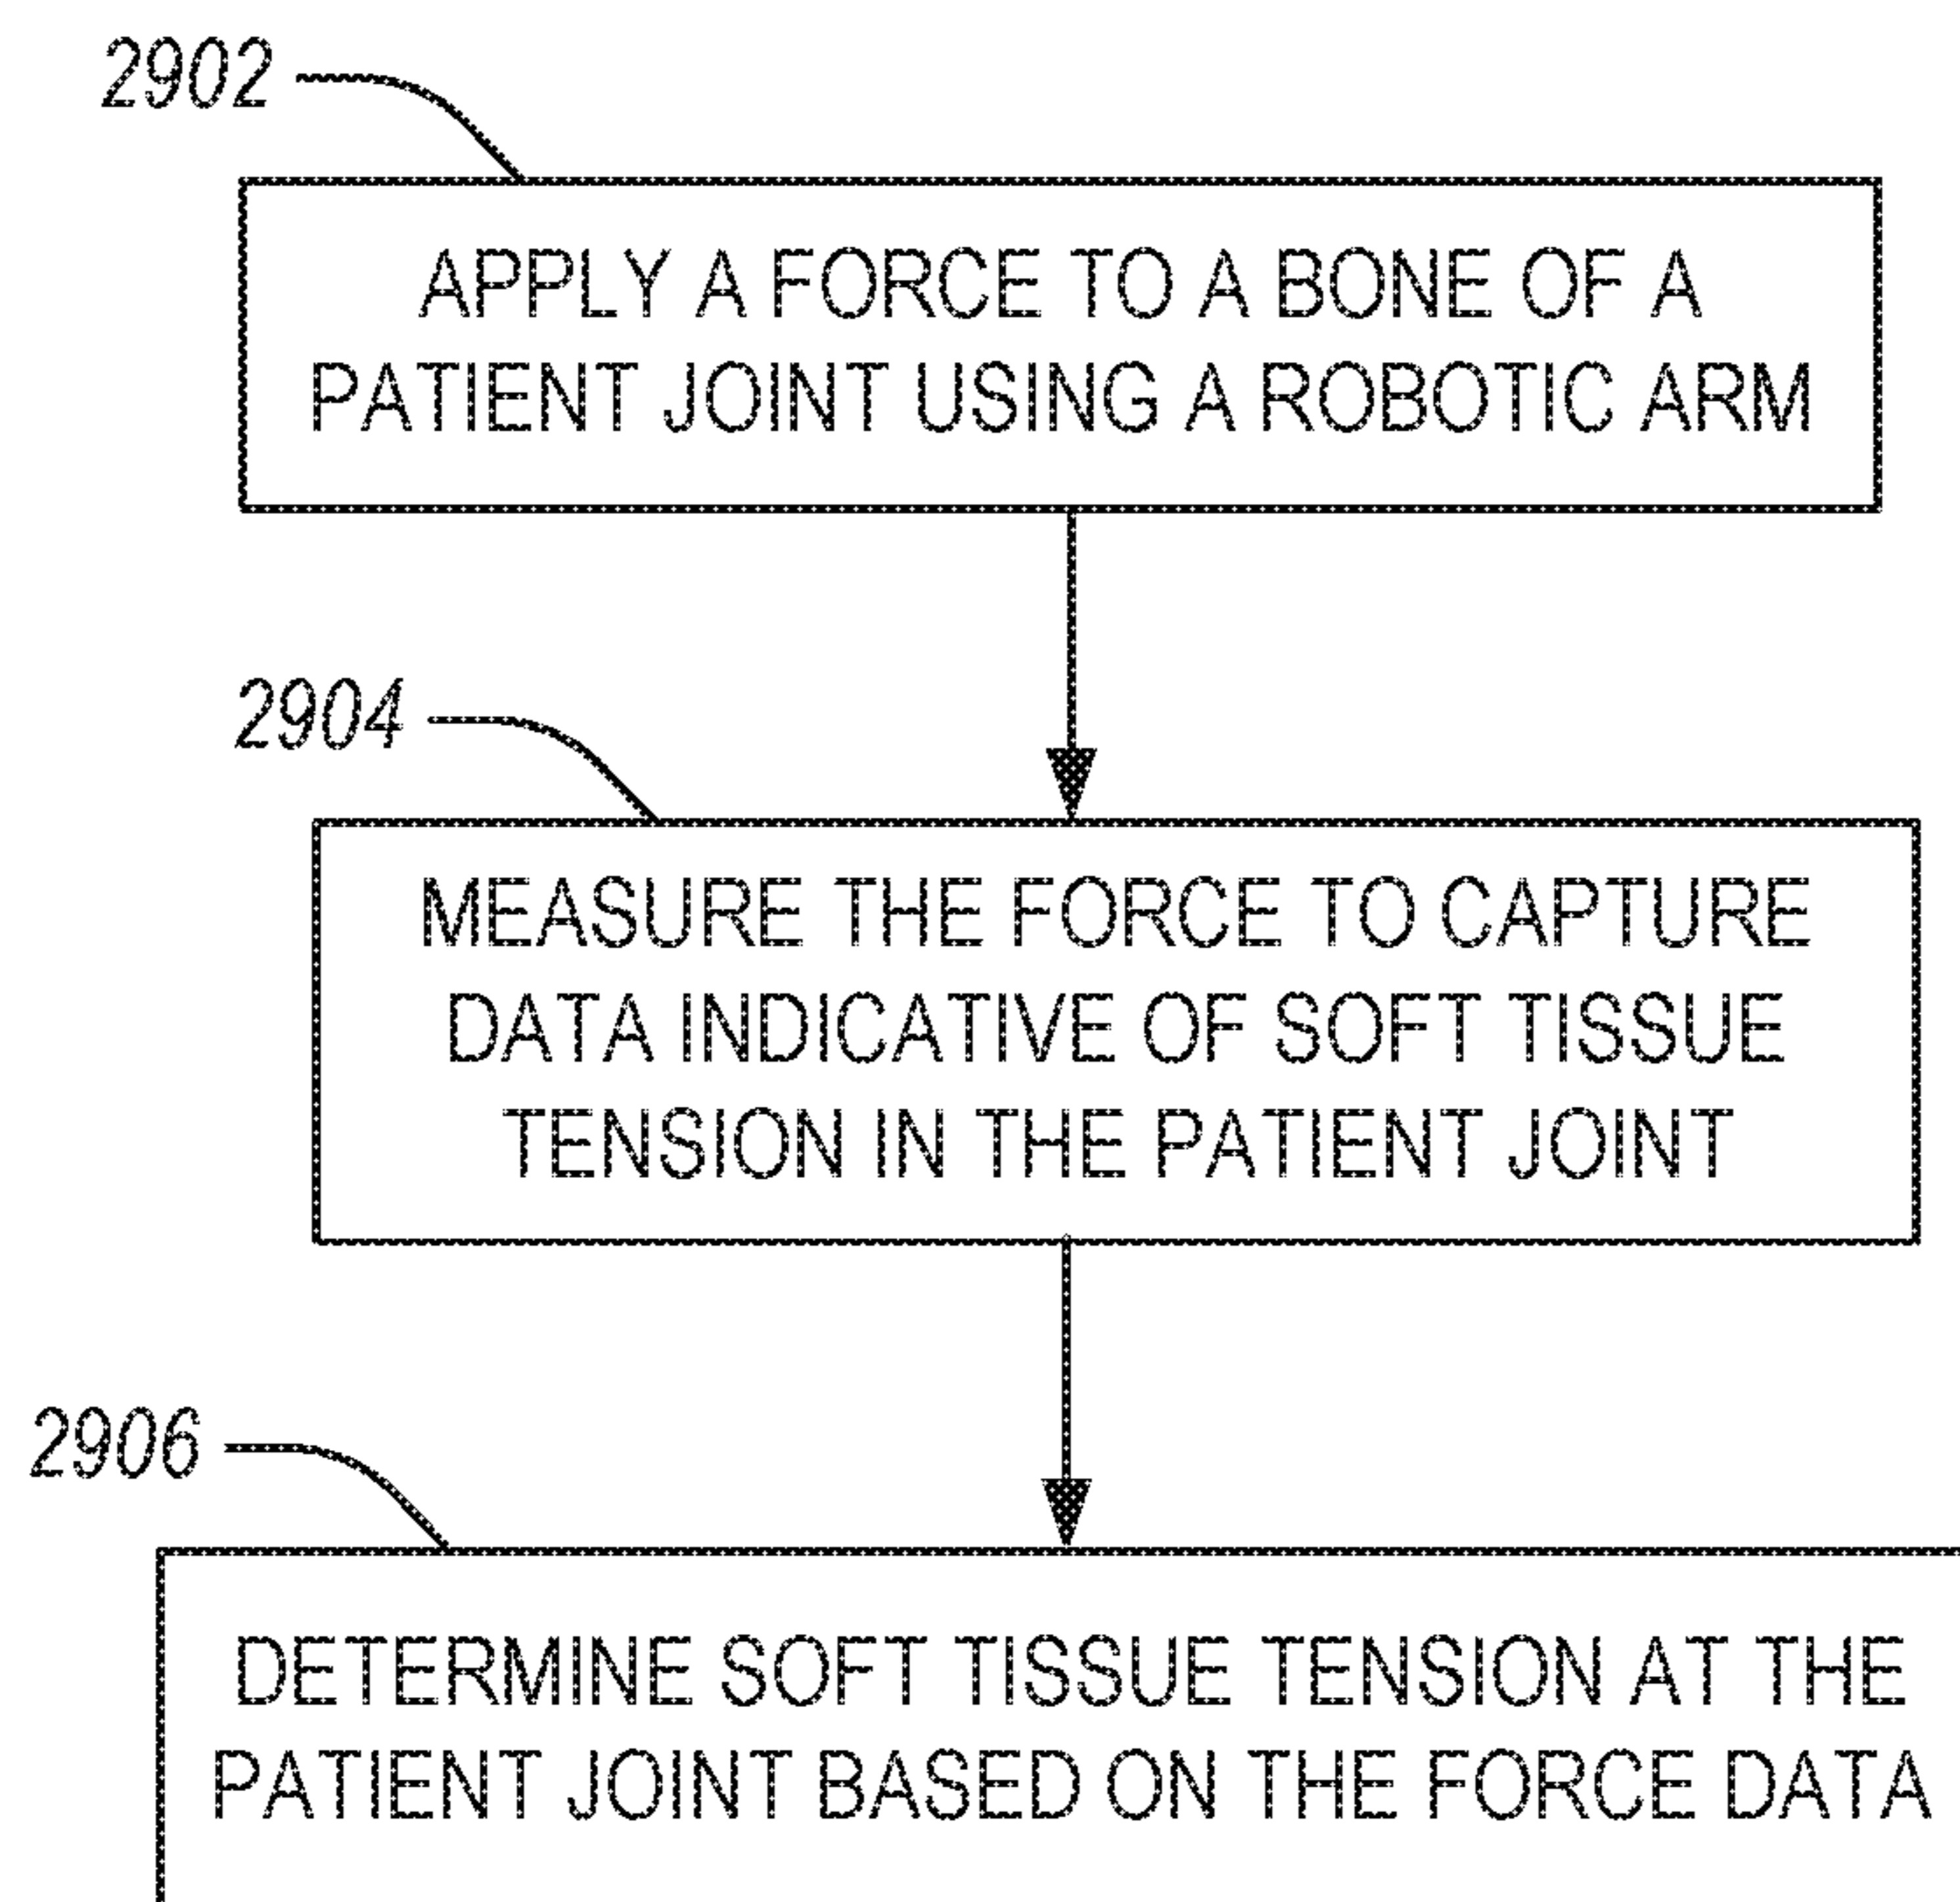 2902
APPLY A FORCE TO A BONE OF A
PATIENT JOINT USING A ROBOTIC ARM
2904
MEASURE THE FORCE TO CAPTURE
DATA INDICATIVE OF SOFT TISSUE
TENSION IN THE PATIENT JOINT
2906
DETERMINE SOFT TISSUE TENSION AT THE
PATIENT JOINT BASED ON THE FORCE DATA